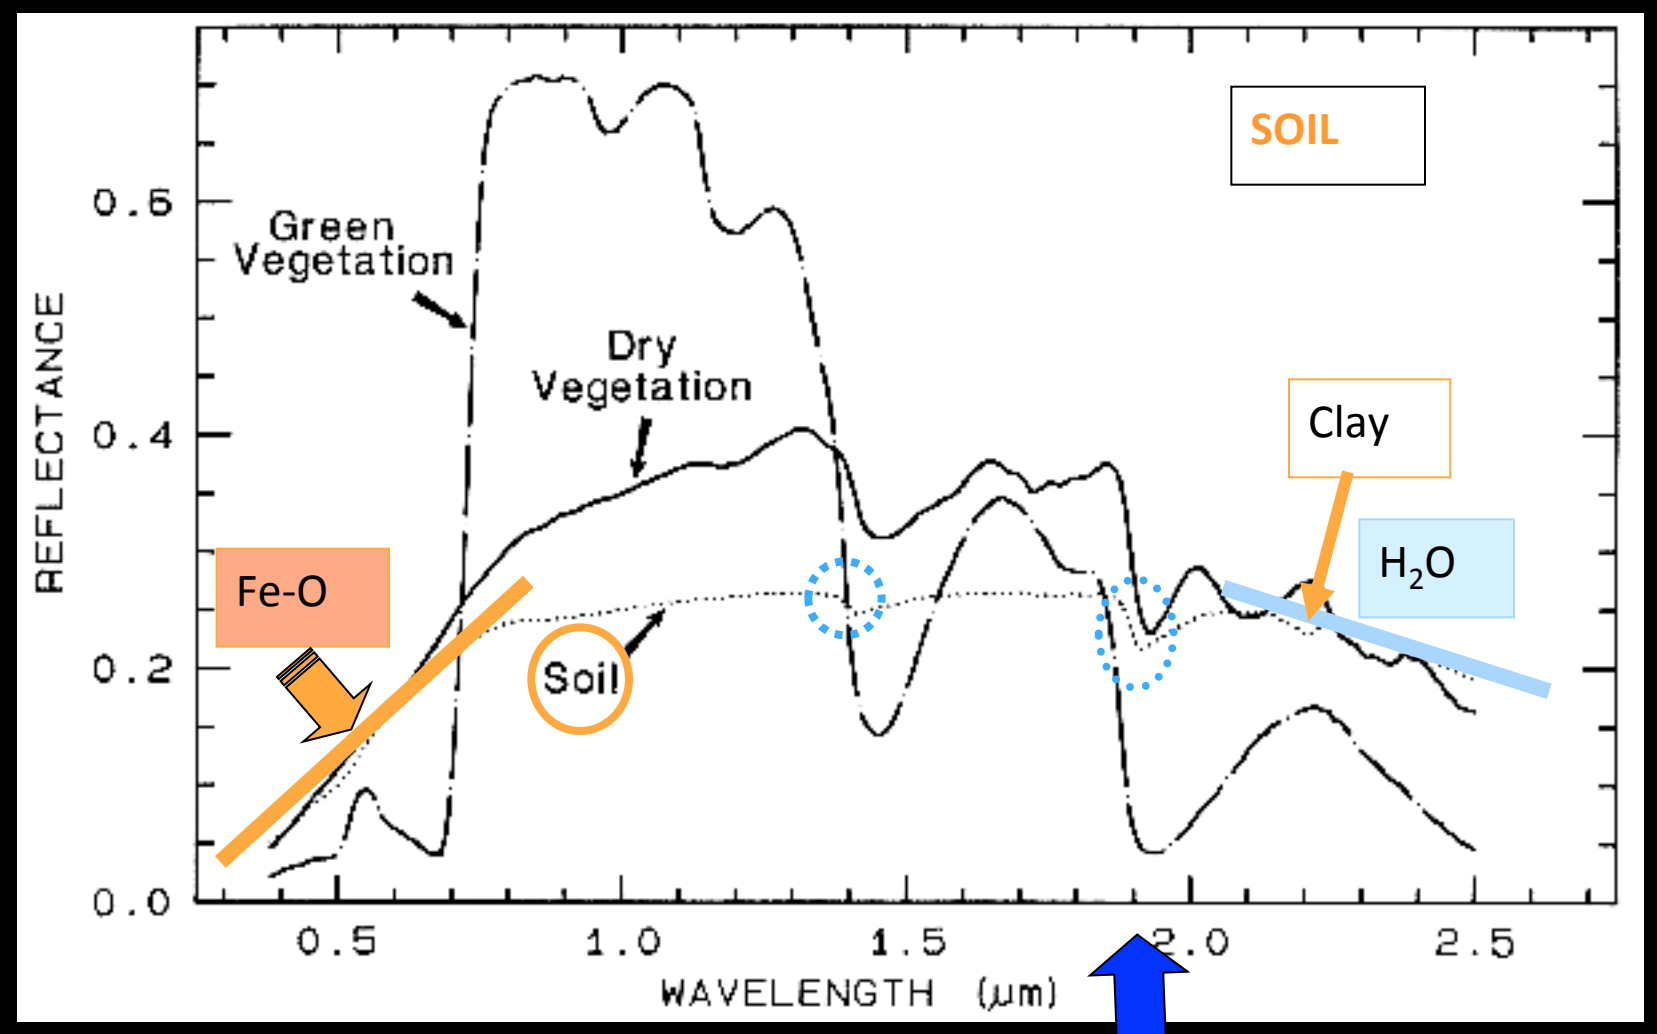 SOIL
0.6
Green
Vegetation
Dry
Vegetation
REFLECTANCE
0.4
Clay
H₂O
Fe-O
0.2
Soil
0.0
0.5 1.0 1.5 2.0 2.5
WAVELENGTH (μm)